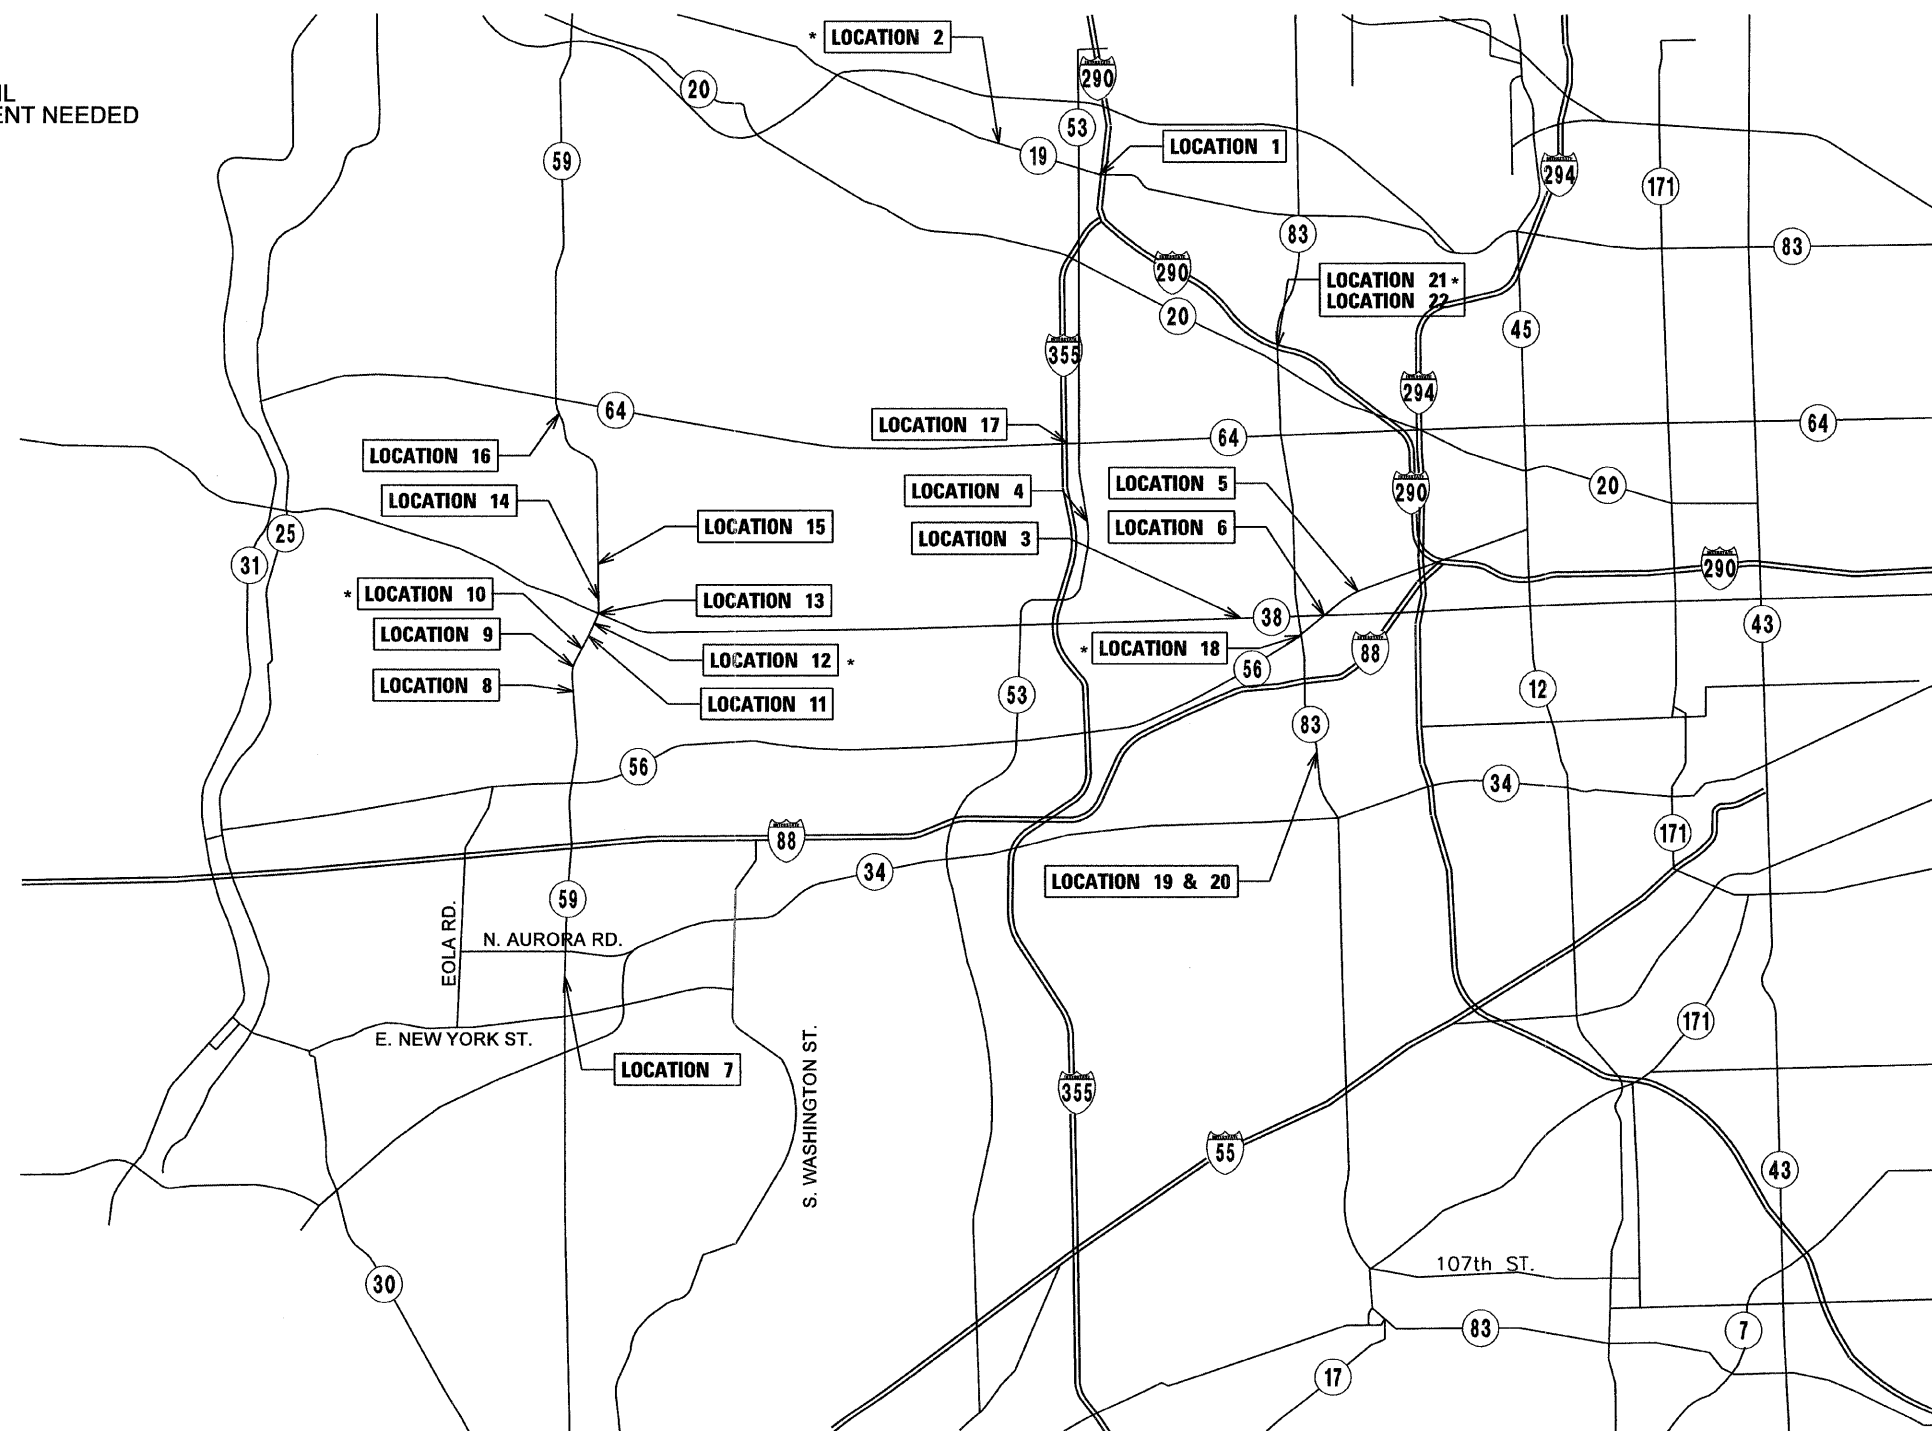 * LOCATION 2
290
20
IL
ENT NEEDED
53
LOCATION 1
19
59
294
171
83
83
290
LOCATION 21 *
LOCATION 22
20
45
355
294
64
LOCATION 17
64
64
LOCATION 16
LOCATION 14
LOCATION 4
LOCATION 5
290
20
LOCATION 15
LOCATION 6
25
LOCATION 3
31
290
* LOCATION 10
LOCATION 13
38
43
LOCATION 9
* LOCATION 18
88
LOCATION 12 *
56
LOCATION 8
53
12
LOCATION 11
83
56
34
88
171
34
LOCATION 19 & 20
59
EOLA RD.
N. AURORA RD.
171
E. NEW YORK ST.
LOCATION 7
S. WASHINGTON ST.
355
55
43
107th ST.
30
83
7
17